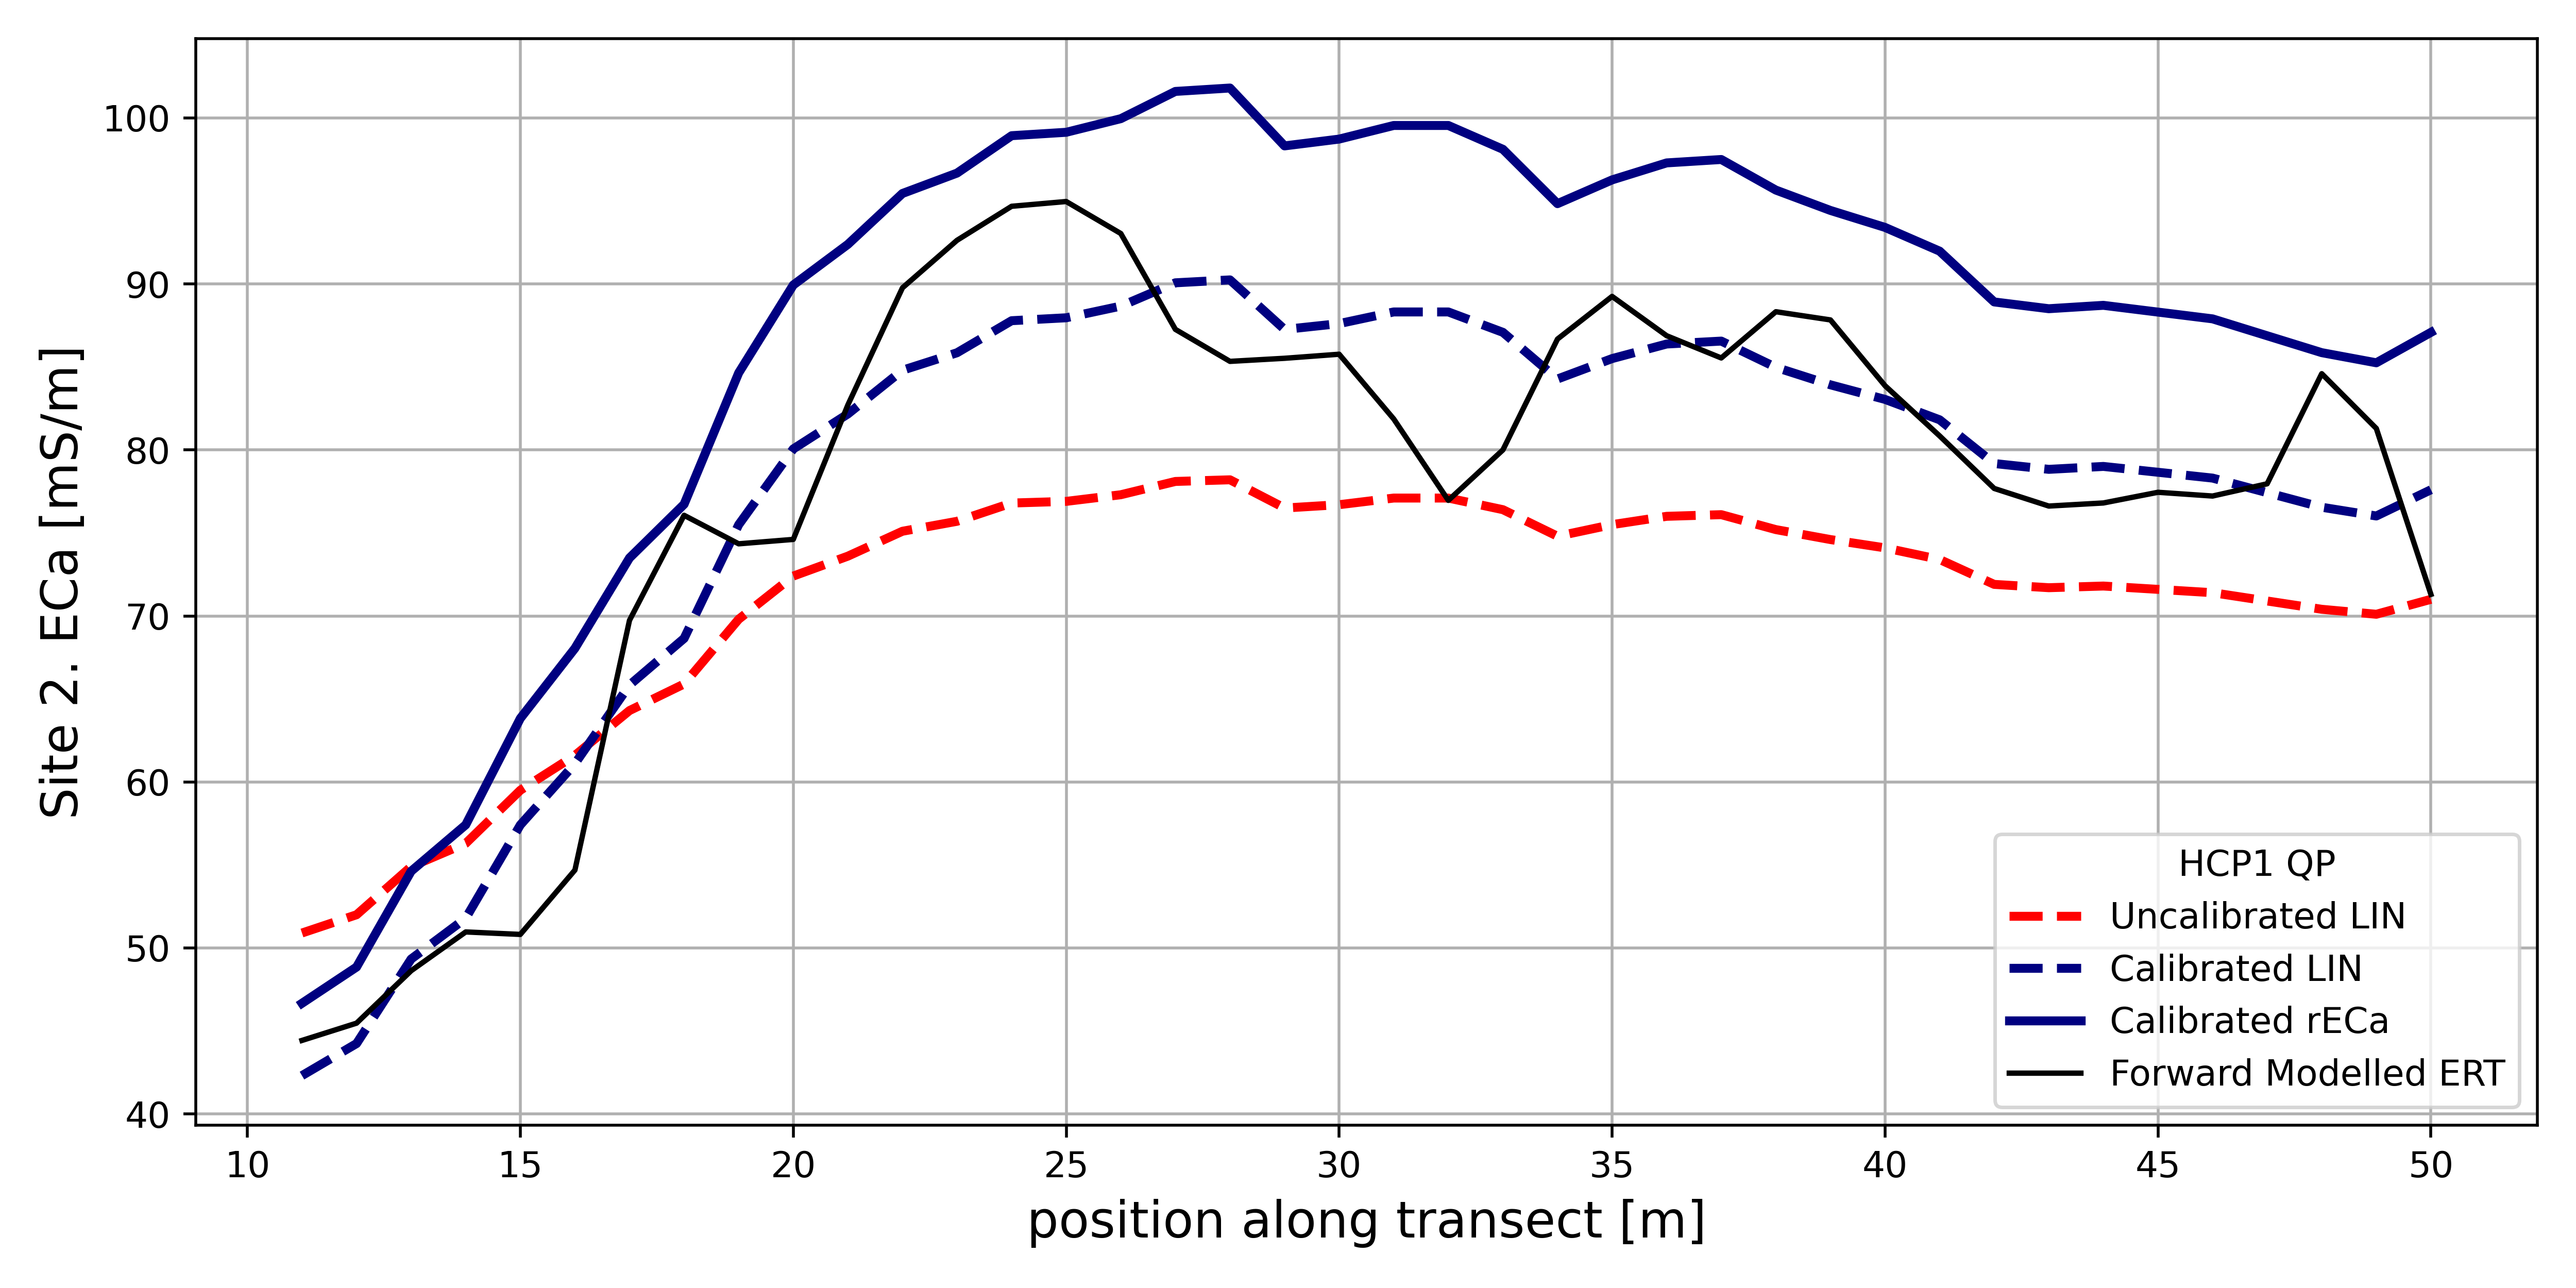 Site 2. ECa [mS/m]
100
90
80
70
60
50
40
10 15 20 25 30 35 40 45 50
position along transect [m]
HCP1 QP
Uncalibrated LIN
Calibrated LIN
Calibrated rECa
Forward Modelled ERT